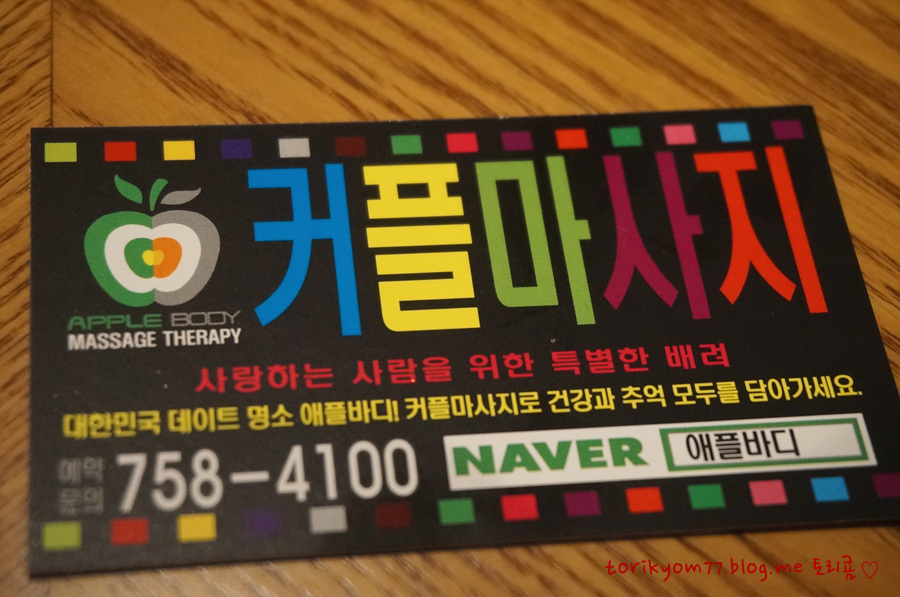 커플마사지
APPLE BODY
MASSAGE THERAPY
사랑하는 사람을 위한 특별한 배려
대한민국 데이트 명소 애플바디! 커플마사지로 건강과 추억 모두를 담아가세요.
예약
문의
758-4100
NAVER 애플바디
torikyom77.blog.me 토리쿔♡